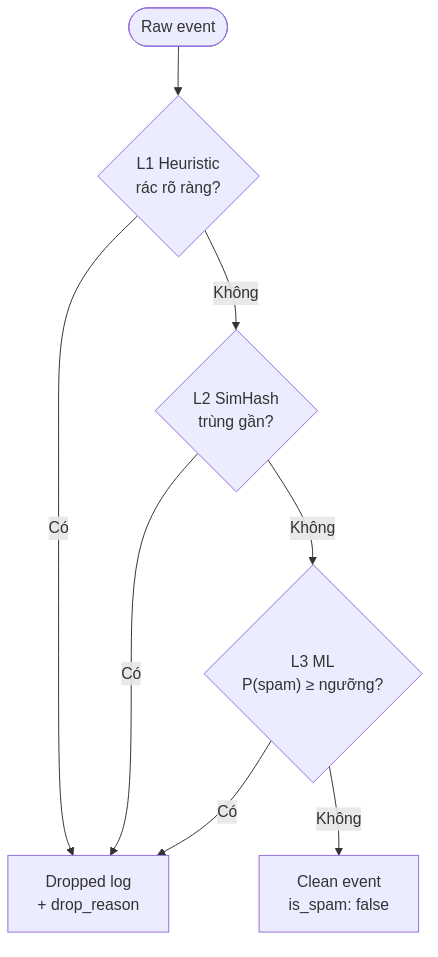 Raw event
L1 Heuristic
rác rõ ràng?
Không
L2 SimHash
trùng gần?
Có
Không
L3 ML
P(spam) ≥ ngưỡng?
Có
Có
Không
Dropped log
+ drop_reason
Clean event
is_spam: false